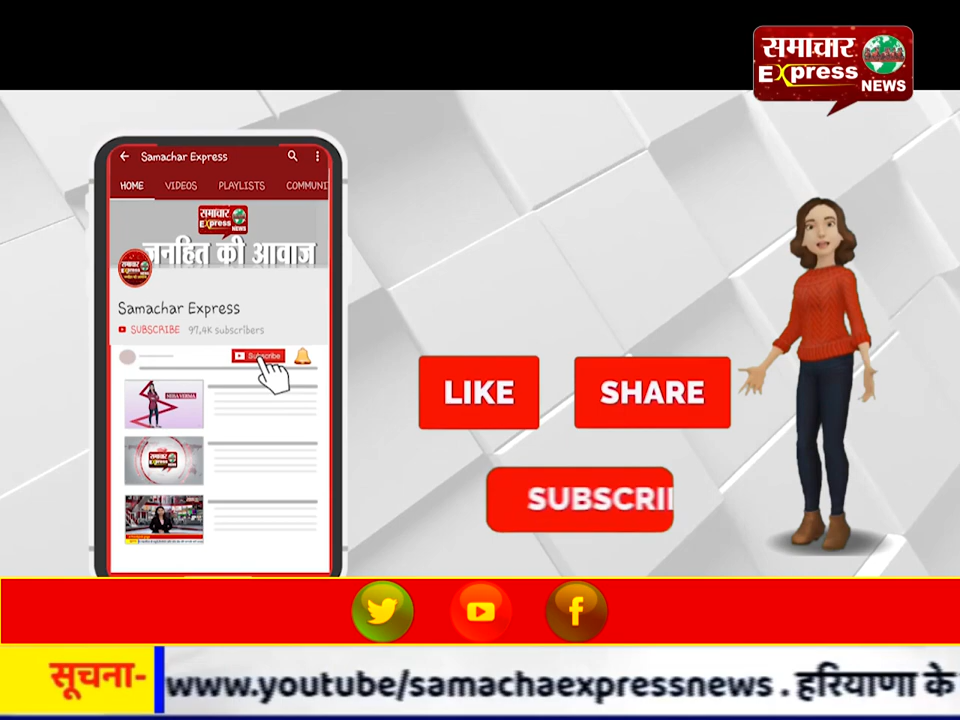 समाचार
Express
NEWS
Samachar Express
HOME VIDEOS PLAYLISTS COMMUNI
समाचार
Express
NEWS
जनहित की आवाज
Samachar Express
SUBSCRIBE 97,4K subscribers
Subscribe
LIKE
SHARE
SUBSCRI
सूचना-
www.youtube/samachaexpressnews . हरियाणा के